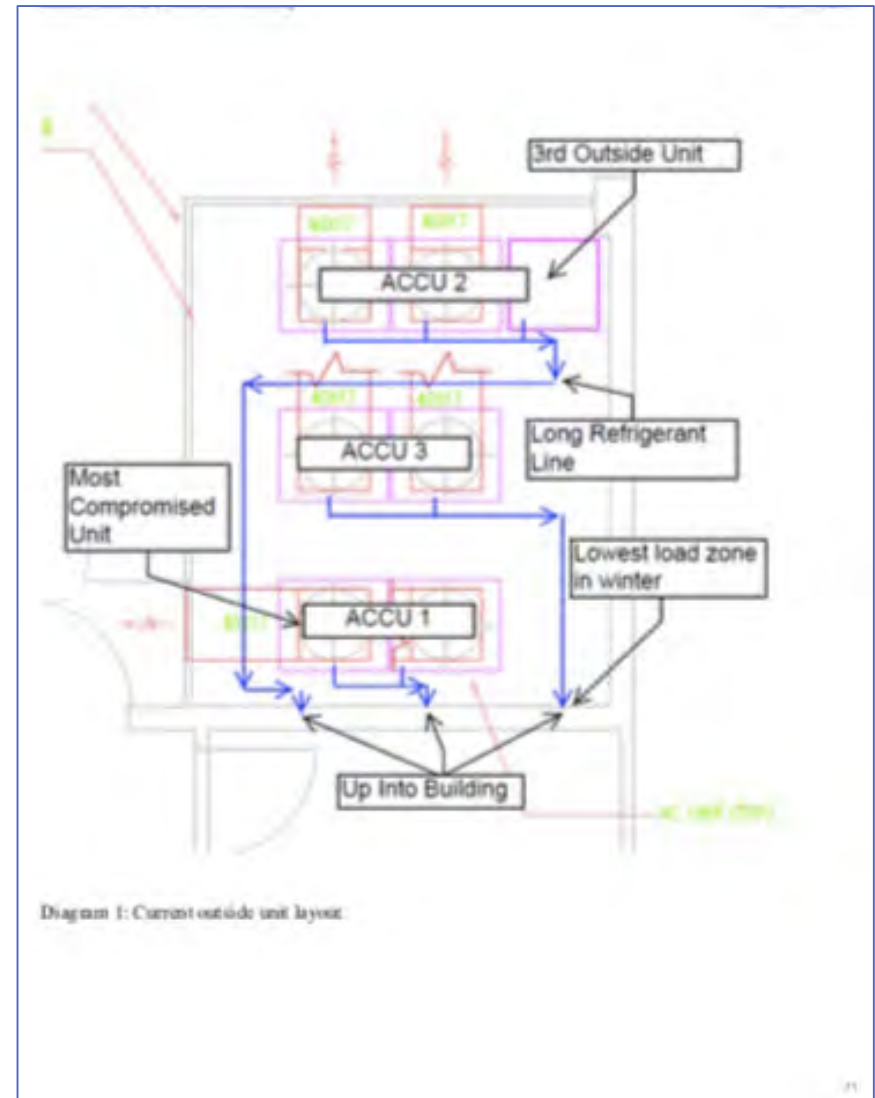 3rd Outside Unit
ACCU 2
Long Refrigerant
Line
ACCU 3
Most
Compromised
Unit
Lowest load zone
in winter
ACCU 1
Up Into Building
Diagram 1: Current outside unit layout